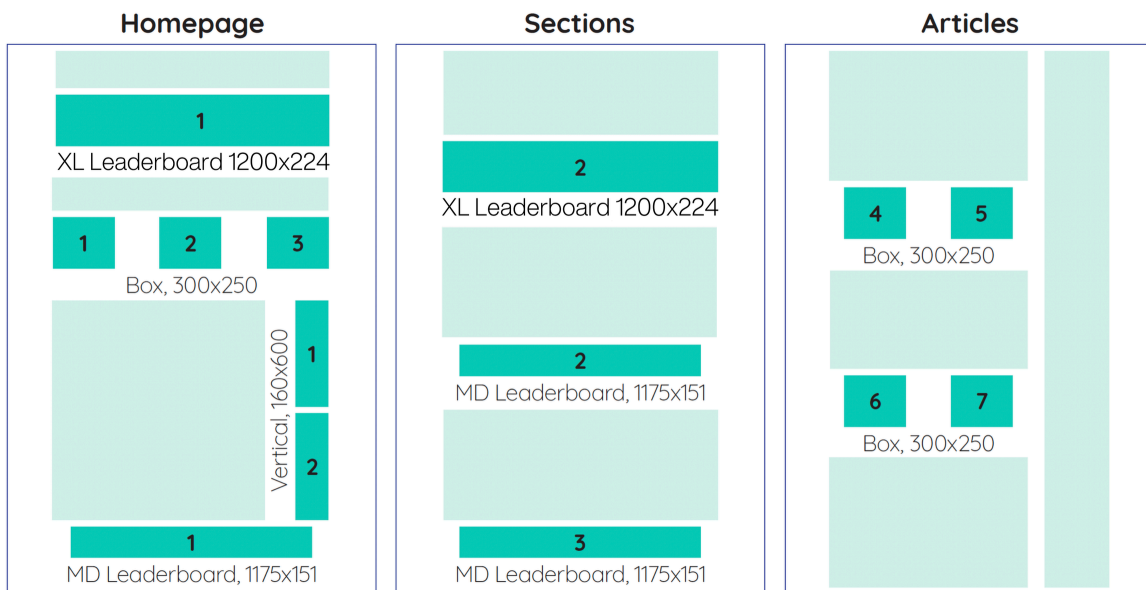 Homepage
1
XL Leaderboard 1200x224
1 2 3
Box, 300x250
Vertical, 160x600
1
2
1
MD Leaderboard, 1175x151
Sections
2
XL Leaderboard 1200x224
2
MD Leaderboard, 1175x151
3
MD Leaderboard, 1175x151
Articles
4 5
Box, 300x250
6 7
Box, 300x250